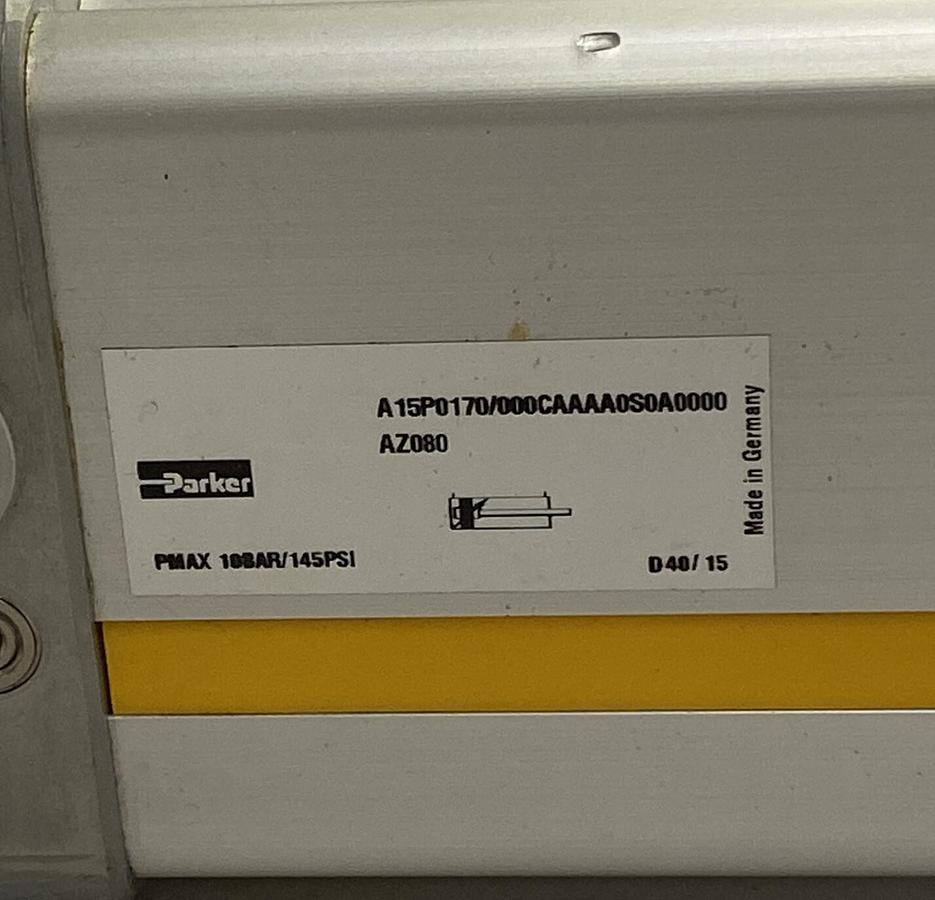 A15P0170/000CAAAA0S0A0000
AZ080
Parker
PMAX 10BAR/145PSI
D40/15
Made in Germany